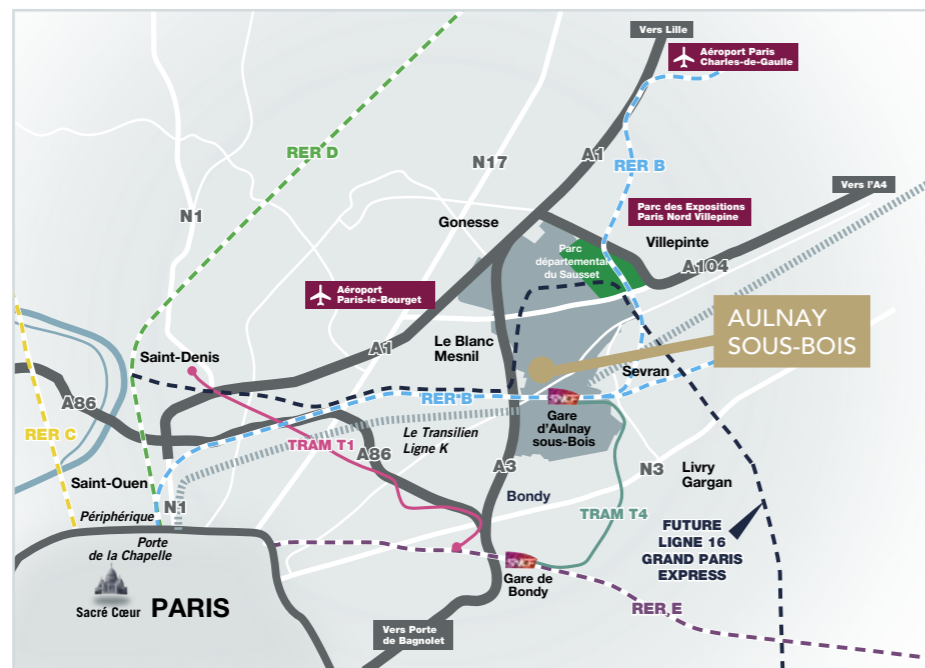 Vers Lille
Aéroport Paris
Charles-de-Gaulle
RER D
N17
A1
RER B
Vers l'A4
N1
Parc des Expositions
Paris Nord Villepine
Gonesse
Villepinte
Parc
départemental
du Sausset
A104
Aéroport
Paris-le-Bourget
AULNAY
SOUS-BOIS
Saint-Denis
A1
Le Blanc
Mesnil
Sevran
A86
RER B
SNCF
Gare
d'Aulnay
sous-Bois
RER C
TRAM T1
Le Transilien
Ligne K
A86
A3
N3
Livry
Gargan
Saint-Ouen
N1
Bondy
TRAM T4
Périphérique
Porte
de la Chapelle
FUTURE
LIGNE 16
GRAND PARIS
EXPRESS
SNCF
Gare de
Bondy
Sacré Cœur
PARIS
RER E
Vers Porte
de Bagnolet